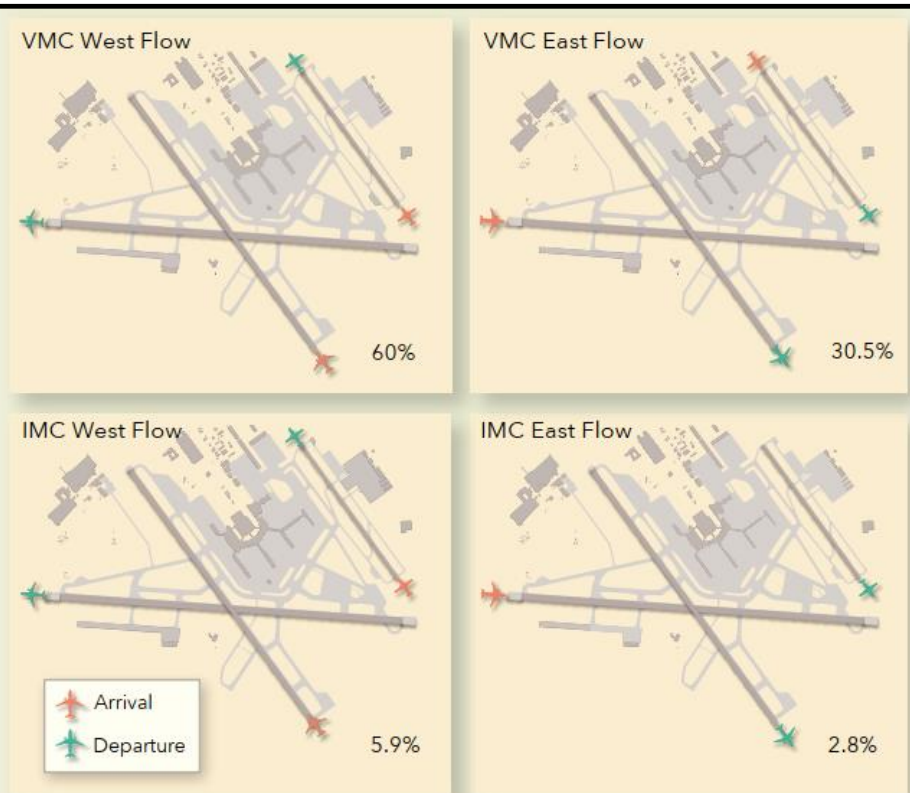 VMC West Flow
60%
VMC East Flow
30.5%
IMC West Flow
Arrival
Departure
5.9%
IMC East Flow
2.8%